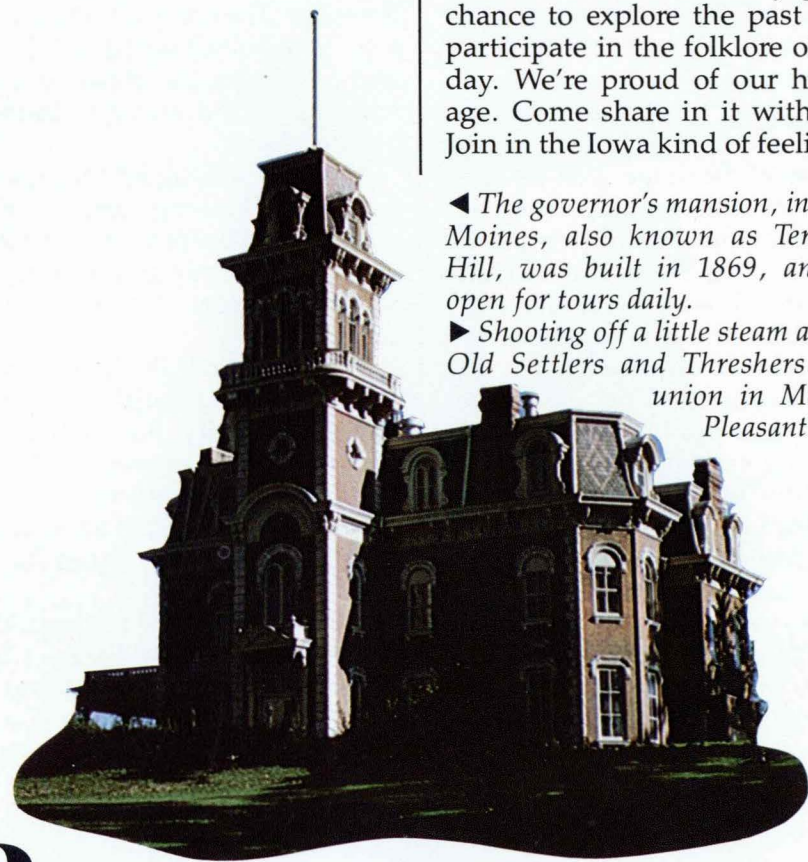 chance to explore the past
participate in the folklore o
day. We're proud of our h
age. Come share in it with
Join in the Iowa kind of feeli
◀ The governor's mansion, in
Moines, also known as Ter
Hill, was built in 1869, an
open for tours daily.
▶ Shooting off a little steam a
Old Settlers and Threshers
union in M
Pleasant